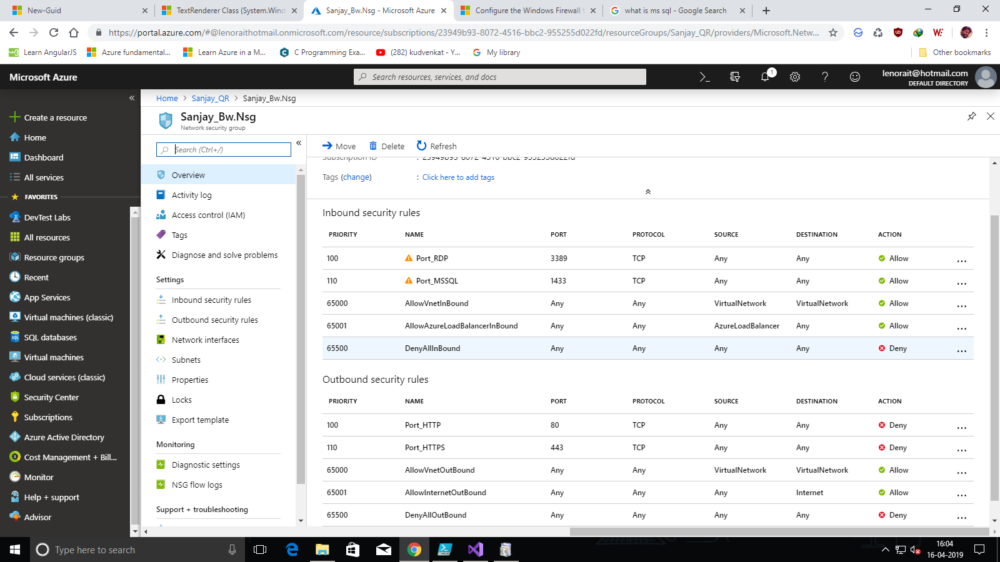 New-Guid
TextRenderer Class (System.Wind
Sanjay_Bw.Nsg - Microsoft Azure
Configure the Windows Firewall t
what is ms sql - Google Search
https://portal.azure.com/#@lenoraithotmail.onmicrosoft.com/resource/subscriptions/23949b93-8072-4516-bbc2-955255d022fd/resourceGroups/Sanjay_QR/providers/Microsoft.Netw...
Learn AngularJS
Azure fundamental...
Learn Azure in a M...
C Programming Exa...
(282) kudvenkat - Y...
My library
Other bookmarks
Microsoft Azure
Search resources, services, and docs
1
lenorait@hotmail.com
DEFAULT DIRECTORY
Create a resource
Home
Dashboard
All services
FAVORITES
DevTest Labs
All resources
Resource groups
Recent
App Services
Virtual machines (classic)
SQL databases
Virtual machines
Cloud services (classic)
Security Center
Subscriptions
Azure Active Directory
Cost Management + Bill...
Monitor
Help + support
Advisor
Home > Sanjay_QR > Sanjay_Bw.Nsg
Sanjay_Bw.Nsg
Network security group
Search (Ctrl+/)
Overview
Activity log
Access control (IAM)
Tags
Diagnose and solve problems
Settings
Inbound security rules
Outbound security rules
Network interfaces
Subnets
Properties
Locks
Export template
Monitoring
Diagnostic settings
NSG flow logs
Support + troubleshooting
Move Delete Refresh
Subscription ID : 23949b93-8072-4516-bbc2-955255d022fd
Tags (change) : Click here to add tags
Inbound security rules
PRIORITY NAME PORT PROTOCOL SOURCE DESTINATION ACTION
100 Port_RDP 3389 TCP Any Any Allow ...
110 Port_MSSQL 1433 TCP Any Any Allow ...
65000 AllowVnetInBound Any Any VirtualNetwork VirtualNetwork Allow ...
65001 AllowAzureLoadBalancerInBound Any Any AzureLoadBalancer Any Allow ...
65500 DenyAllInBound Any Any Any Any Deny ...
Outbound security rules
PRIORITY NAME PORT PROTOCOL SOURCE DESTINATION ACTION
100 Port_HTTP 80 TCP Any Any Deny ...
110 Port_HTTPS 443 TCP Any Any Deny ...
65000 AllowVnetOutBound Any Any VirtualNetwork VirtualNetwork Allow ...
65001 AllowInternetOutBound Any Any Any Internet Allow ...
65500 DenyAllOutBound Any Any Any Any Deny ...
Type here to search
16:04
16-04-2019